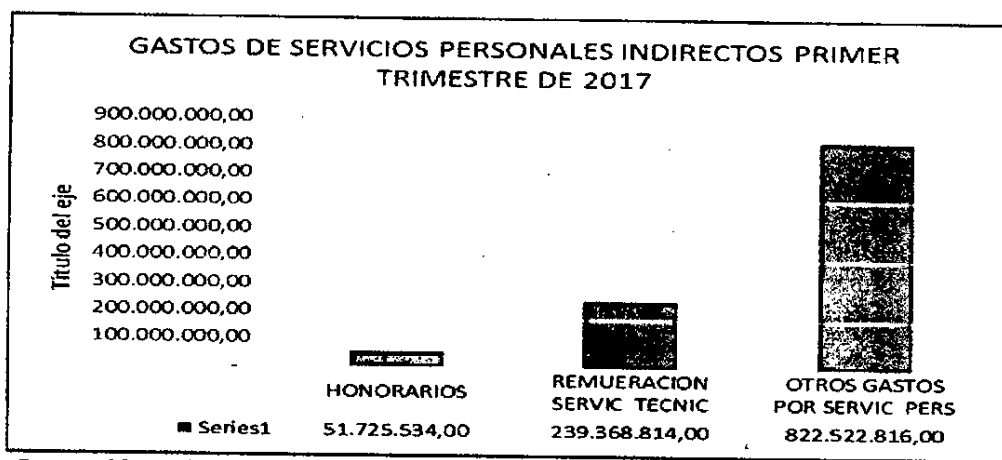 GASTOS DE SERVICIOS PERSONALES INDIRECTOS PRIMER
TRIMESTRE DE 2017
Título del eje
900.000.000,00
800.000.000,00
700.000.000,00
600.000.000,00
500.000.000,00
400.000.000,00
300.000.000,00
200.000.000,00
100.000.000,00
-
HONORARIOS
REMUERACION
SERVIC TECNIC
OTROS GASTOS
POR SERVIC PERS
Series1 51.725.534,00 239.368.814,00 822.522.816,00